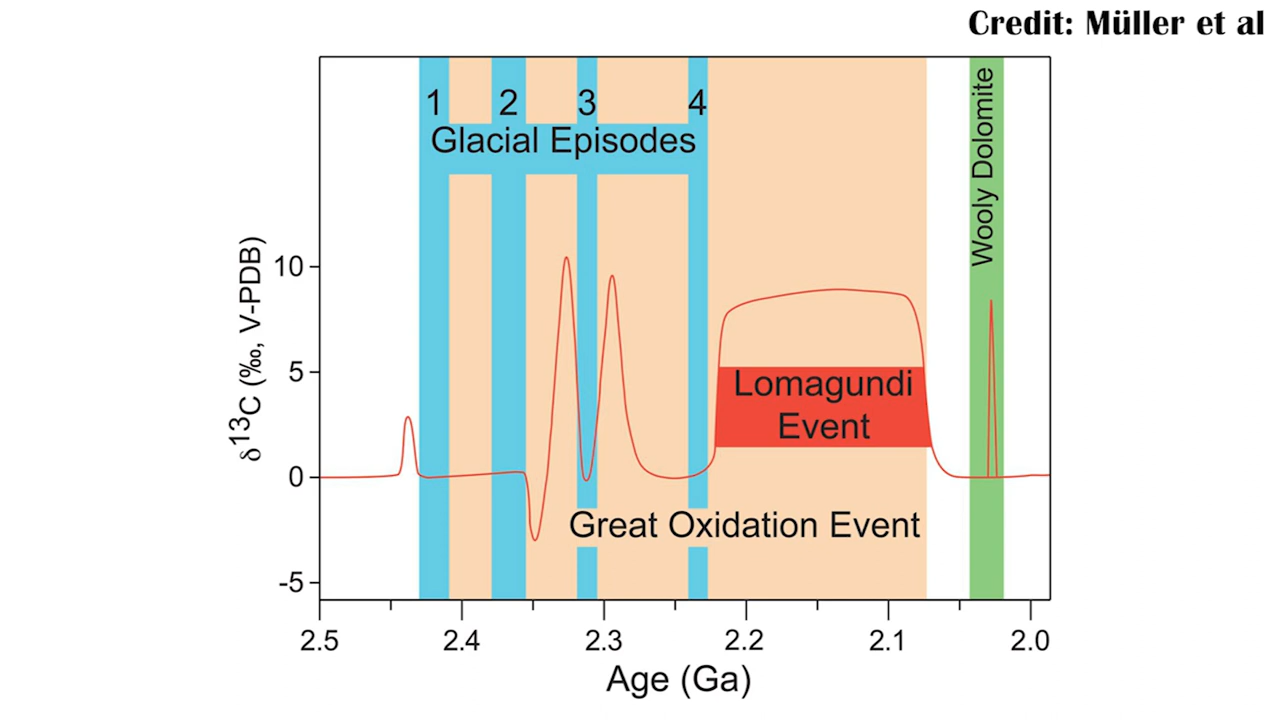 Credit: Müller et al
1 2 3 4
Glacial Episodes
Wooly Dolomite
10
5
0
-5
δ13C (‰, V-PDB)
Lomagundi
Event
Great Oxidation Event
2.5 2.4 2.3 2.2 2.1 2.0
Age (Ga)